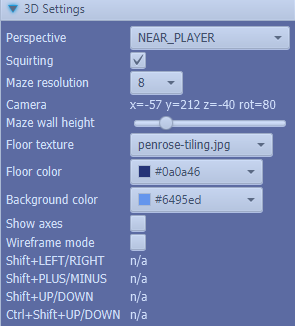 3D Settings
Perspective NEAR_PLAYER
Squirting
Maze resolution 8
Camera x=-57 y=212 z=-40 rot=80
Maze wall height
Floor texture penrose-tiling.jpg
Floor color #0a0a46
Background color #6495ed
Show axes
Wireframe mode
Shift+LEFT/RIGHT n/a
Shift+PLUS/MINUS n/a
Shift+UP/DOWN n/a
Ctrl+Shift+UP/DOWN n/a